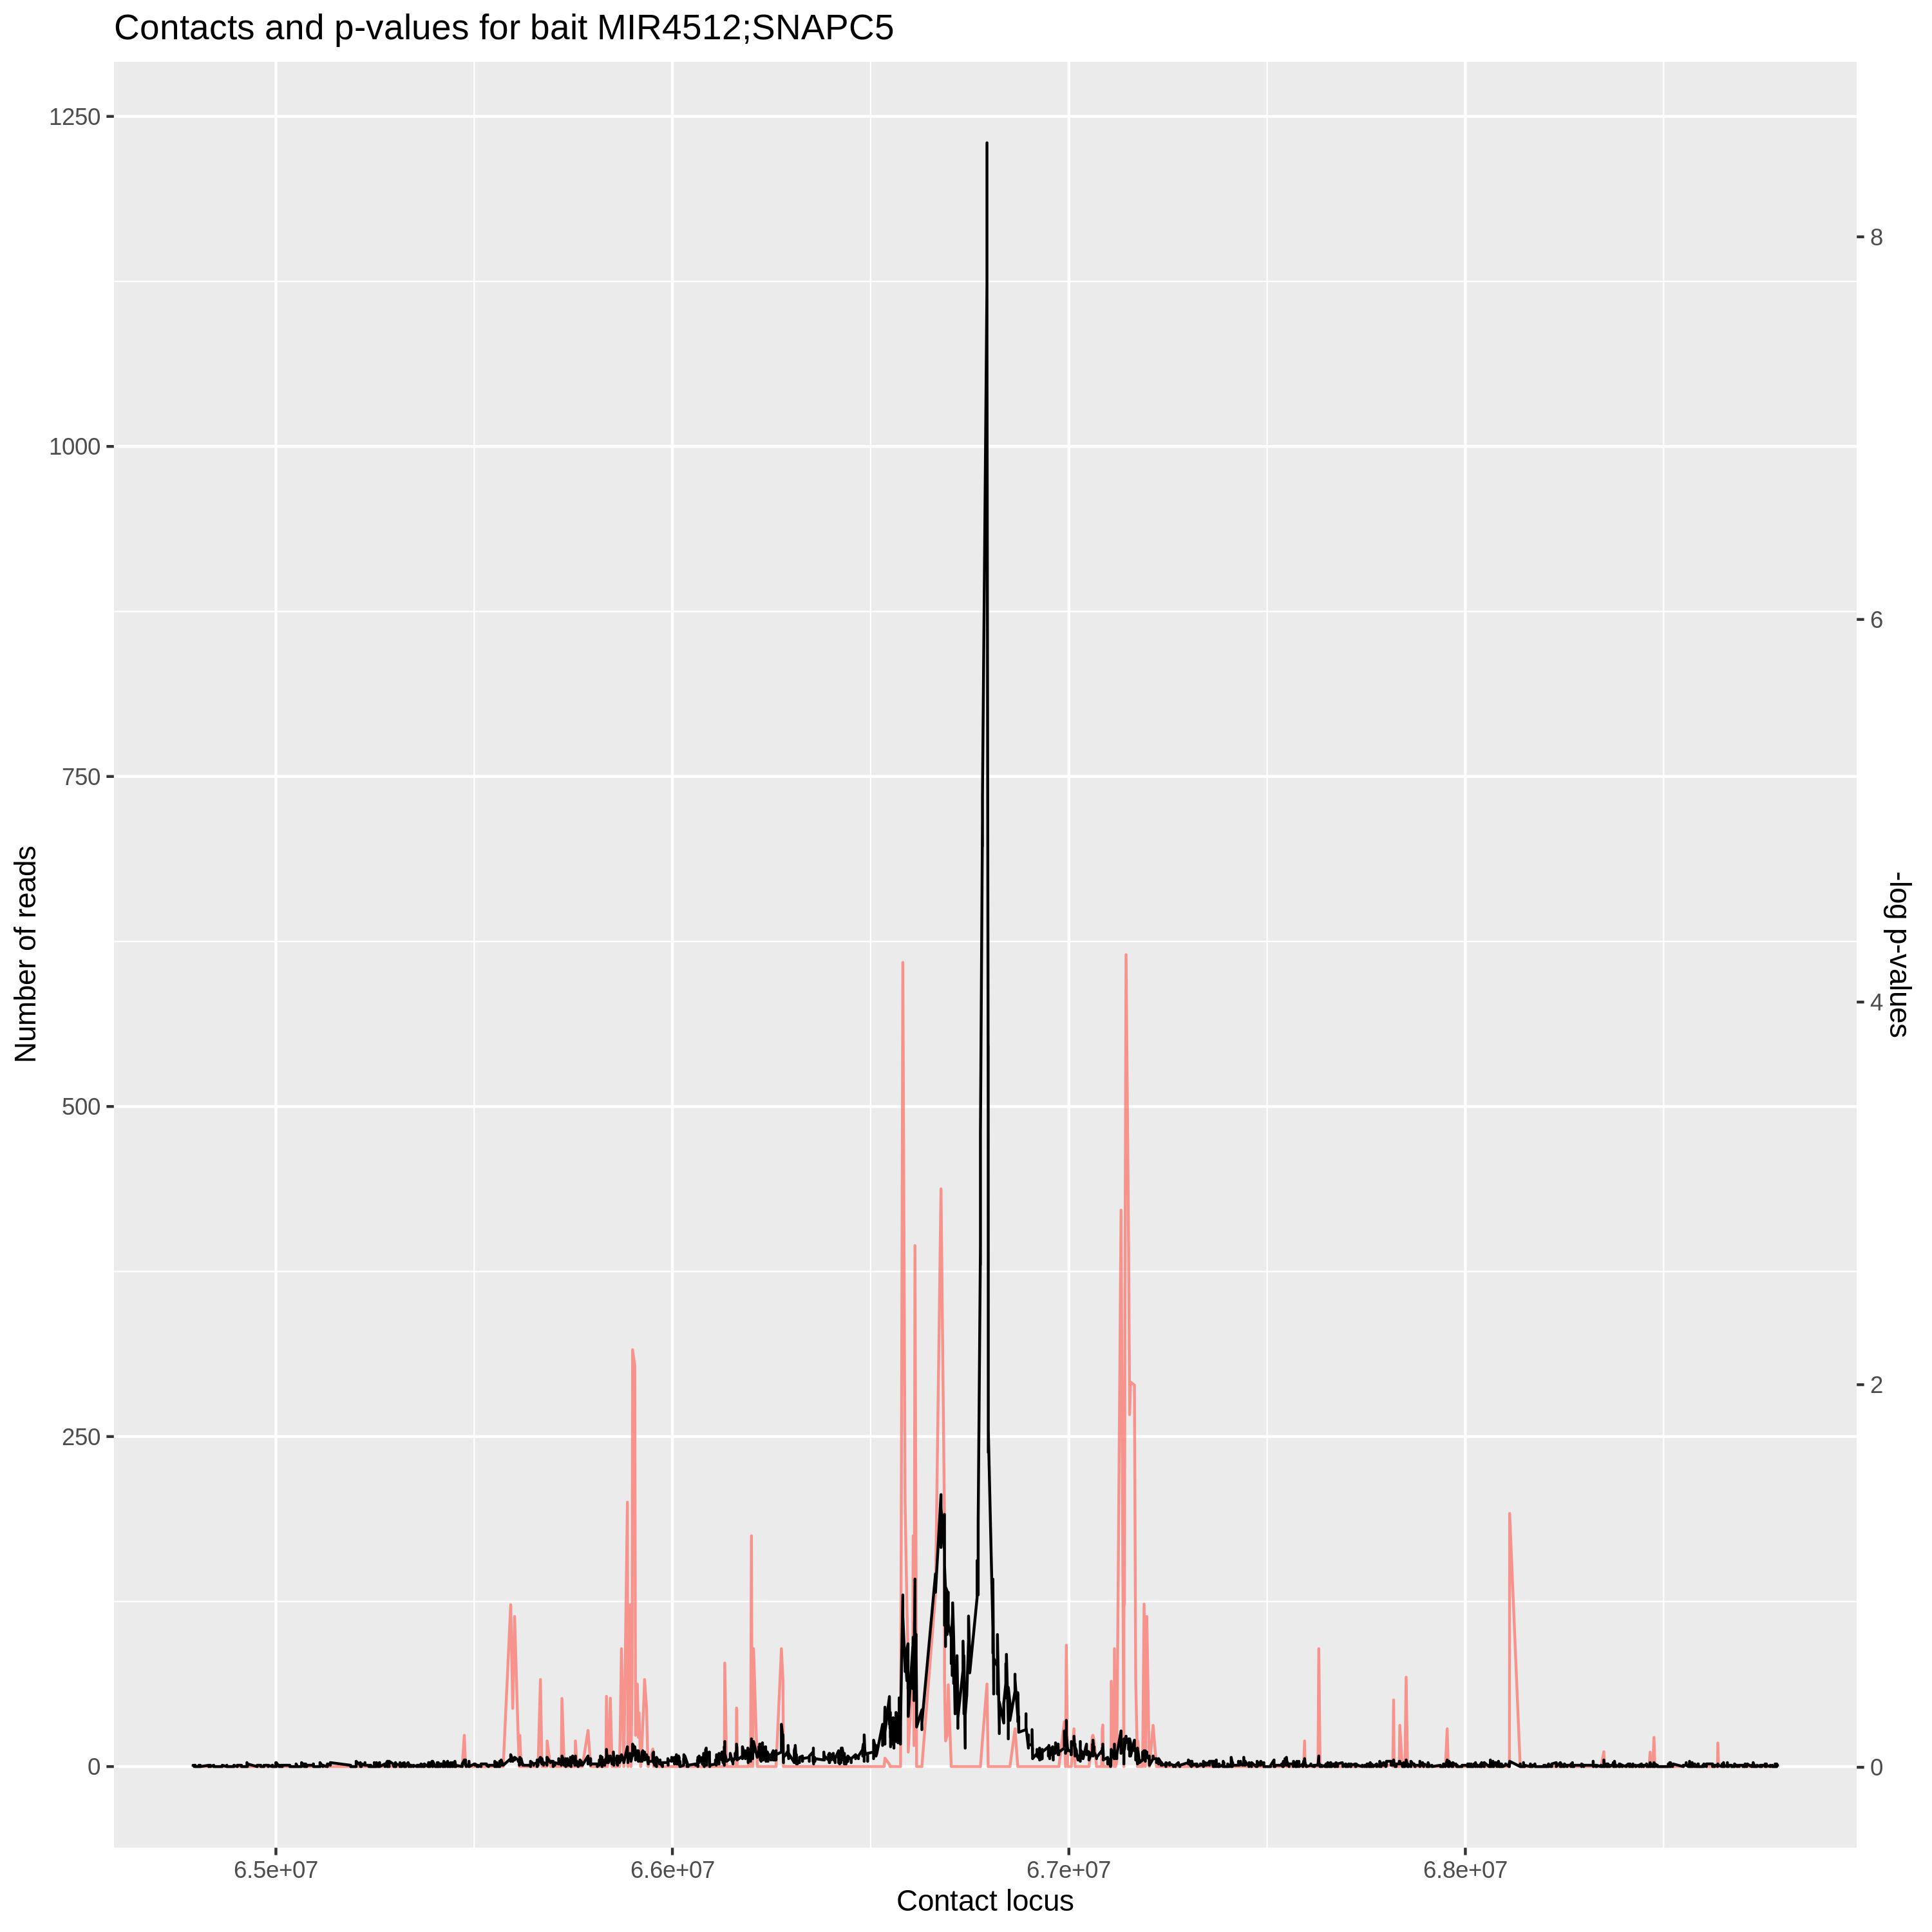 Contacts and p-values for bait MIR4512;SNAPC5
1250
1000
750
500
250
0
Number of reads
8
6
4
2
0
-log p-values
6.5e+07
6.6e+07
6.7e+07
6.8e+07
Contact locus